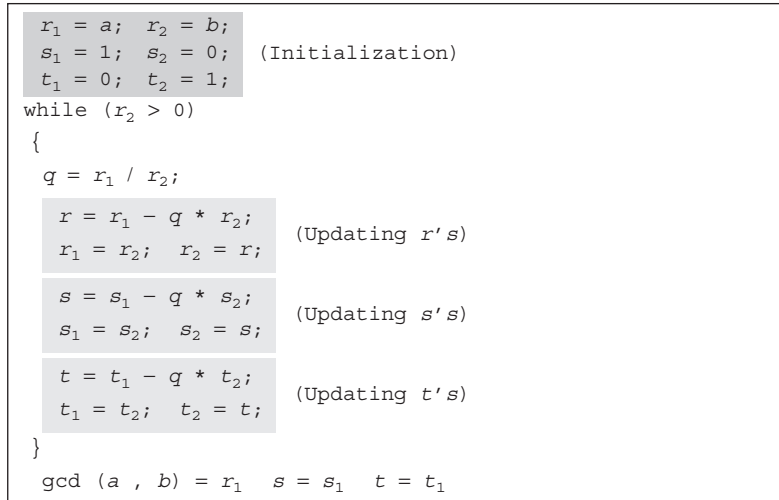 r₁ = a; r₂ = b;
s₁ = 1; s₂ = 0; (Initialization)
t₁ = 0; t₂ = 1;
while (r₂ > 0)
{
q = r₁ / r₂;
r = r₁ − q * r₂;
(Updating r's)
r₁ = r₂; r₂ = r;
s = s₁ − q * s₂;
(Updating s's)
s₁ = s₂; s₂ = s;
t = t₁ − q * t₂;
(Updating t's)
t₁ = t₂; t₂ = t;
}
gcd (a , b) = r₁ s = s₁ t = t₁